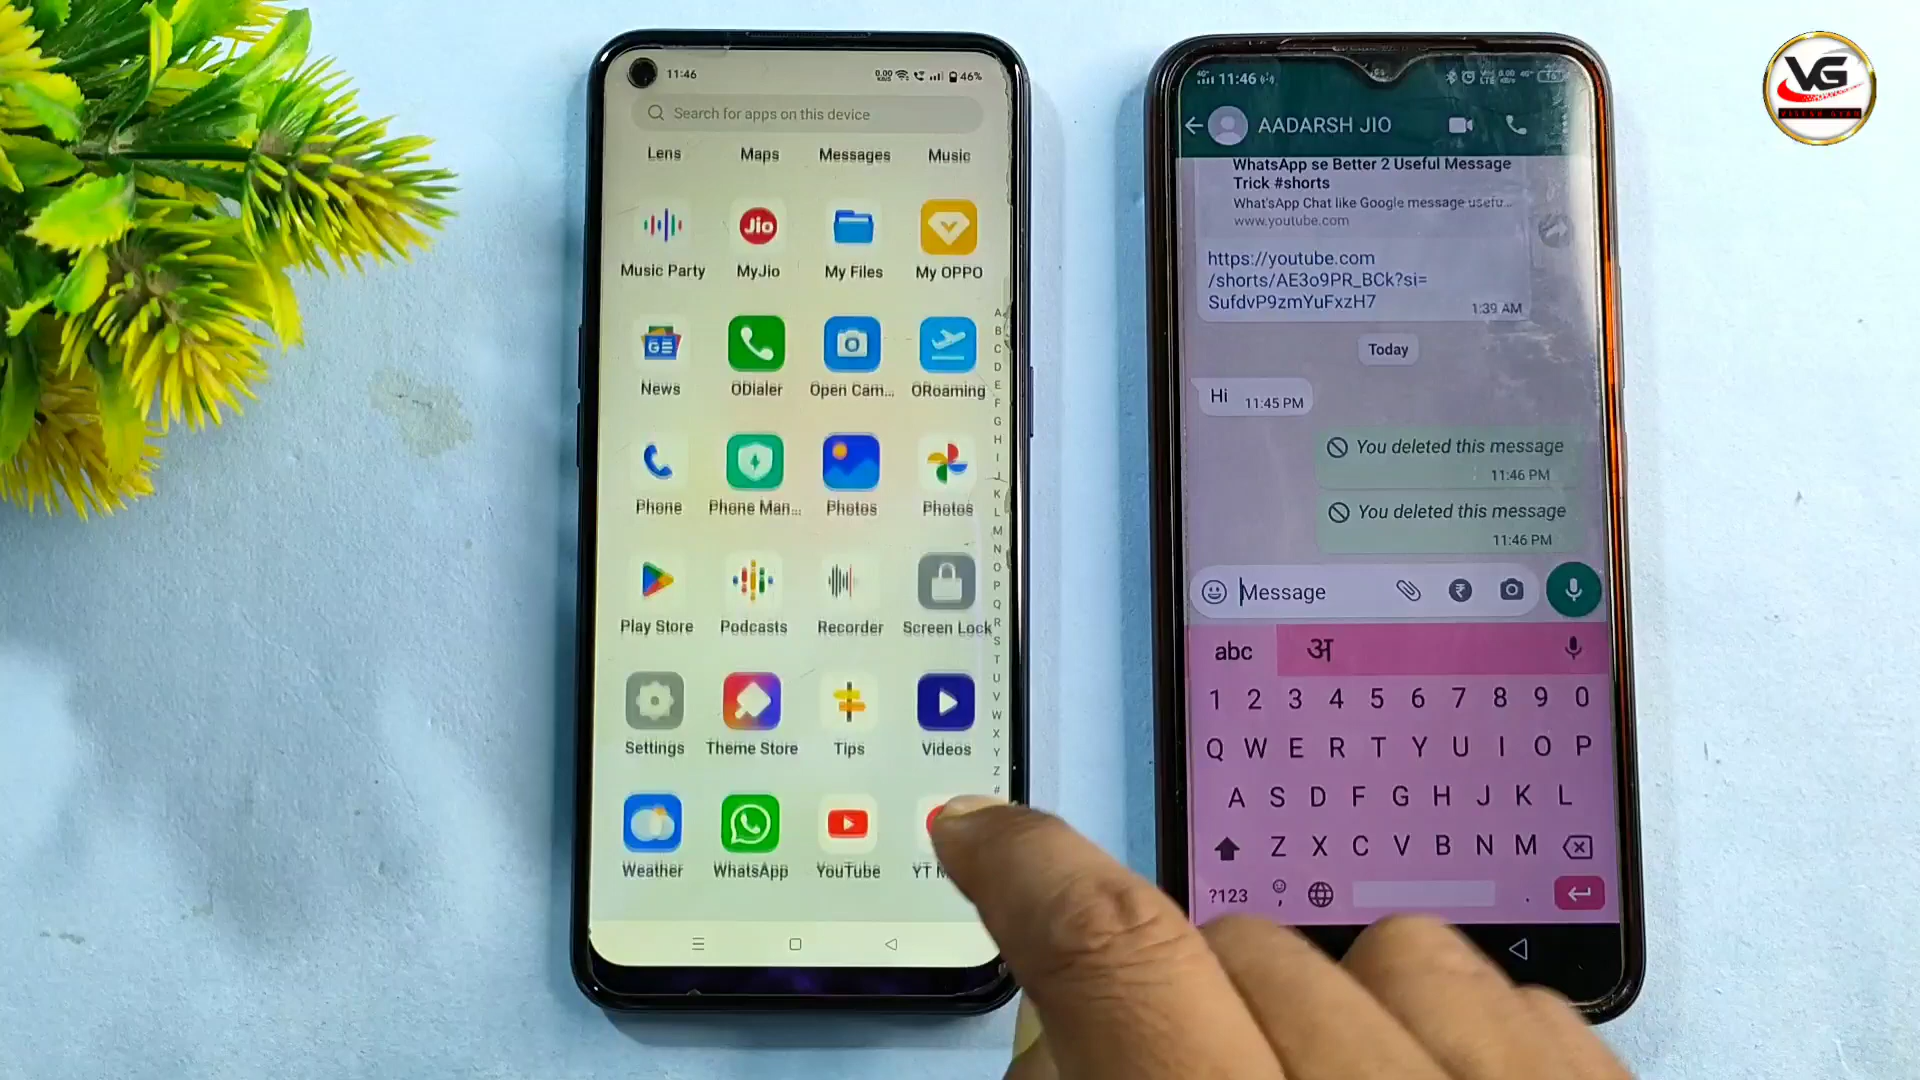 11:46
46%
Search for apps on this device
Lens
Maps
Messages
Music
Jio
Music Party
MyJio
My Files
My OPPO
GE
News
ODialer
Open Cam...
ORoaming
Phone
Phone Man...
Photos
Photos
Play Store
Podcasts
Recorder
Screen Lock
Settings
Theme Store
Tips
Videos
Weather
WhatsApp
YouTube
YT M
A
B
C
D
E
F
G
H
I
J
K
L
M
N
O
P
Q
R
S
T
U
V
W
X
Y
Z
#
11:46
AADARSH JIO
WhatsApp se Better 2 Useful Message
Trick #shorts
What'sApp Chat like Google message usefu...
www.youtube.com
https://youtube.com
/shorts/AE3o9PR_BCk?si=
SufdvP9zmYuFxzH7
1:39 AM
Today
Hi
11:45 PM
You deleted this message
11:46 PM
You deleted this message
11:46 PM
Message
abc अ
1 2 3 4 5 6 7 8 9 0
Q W E R T Y U I O P
A S D F G H J K L
Z X C V B N M
?123 , .
VG